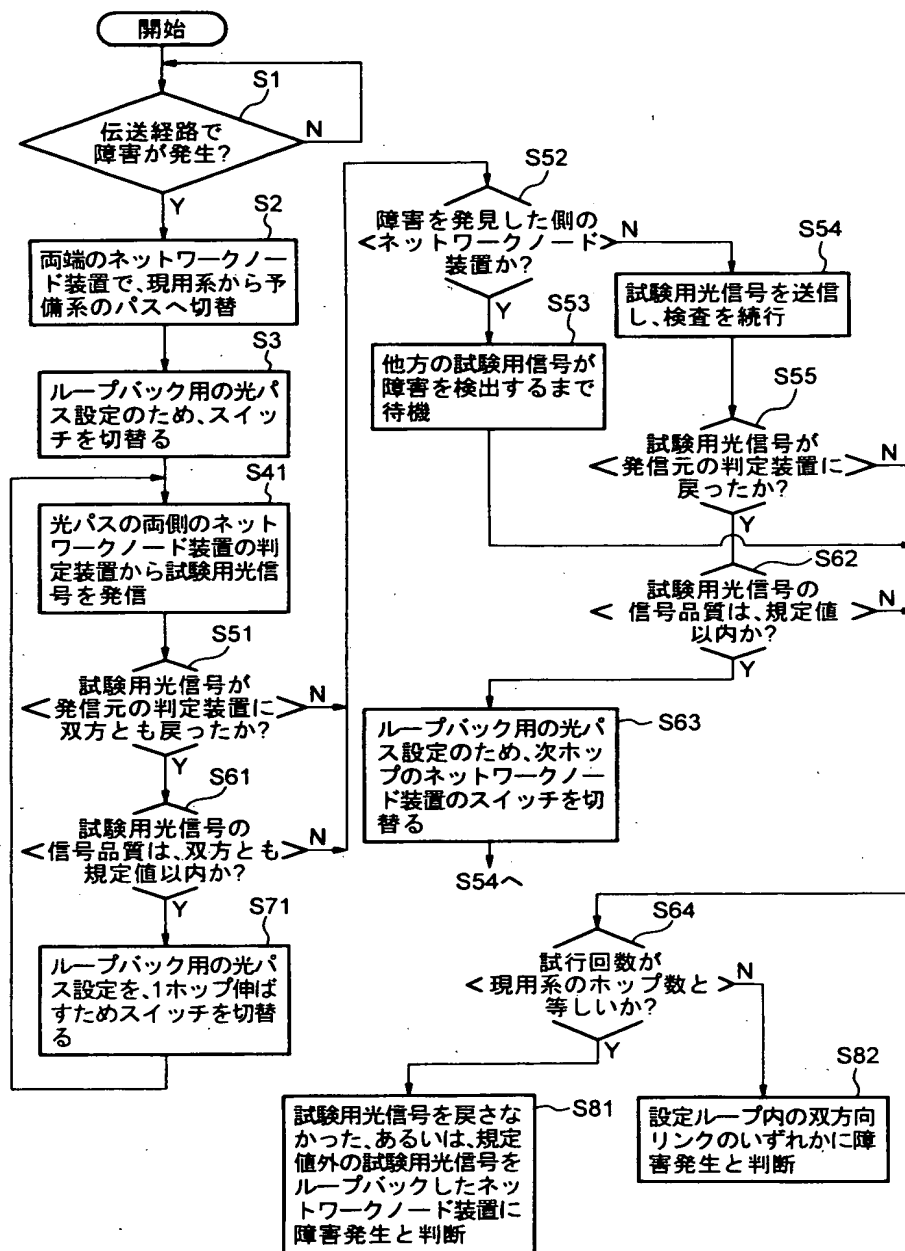 開始
S1
伝送経路で
障害が発生?
N
Y
S2
両端のネットワークノー
ド装置で、現用系から予
備系のパスへ切替
S3
ループバック用の光パ
ス設定のため、スイッ
チを切替る
S41
光パスの両側のネット
ワークノード装置の判
定装置から試験用光信
号を発信
S51
試験用光信号が
発信元の判定装置に
双方とも戻ったか?
N
Y
S61
試験用光信号の
信号品質は、双方とも
規定値以内か?
N
Y
S71
ループバック用の光パ
ス設定を、1ホップ伸ば
すためスイッチを切替
る
S52
障害を発見した側の
ネットワークノード
装置か?
N
Y
S53
他方の試験用信号が
障害を検出するまで
待機
S54
試験用光信号を送信
し、検査を続行
S55
試験用光信号が
発信元の判定装置に
戻ったか?
N
Y
S62
試験用光信号の
信号品質は、規定値
以内か?
N
Y
S63
ループバック用の光パ
ス設定のため、次ホッ
プのネットワークノー
ド装置のスイッチを切
替る
S54へ
S64
試行回数が
現用系のホップ数と
等しいか?
N
Y
S81
試験用光信号を戻さな
かった、あるいは、規定
値外の試験用光信号を
ループバックしたネット
ワークノード装置に
障害発生と判断
S82
設定ループ内の双方向
リンクのいずれかに障
害発生と判断